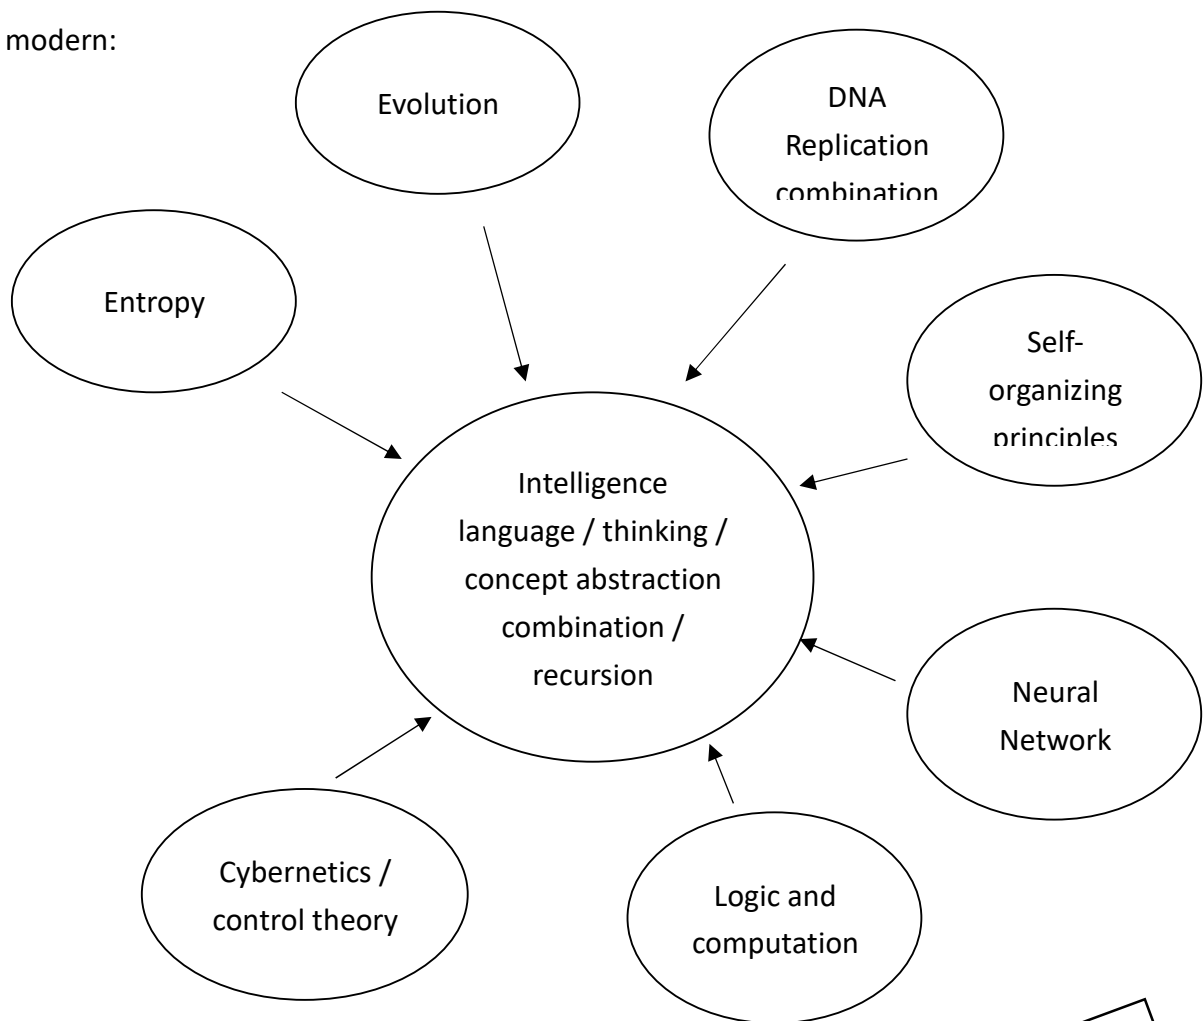 modern:
Evolution
DNA
Replication
combination
Entropy
Self-
organizing
principles
Intelligence
language / thinking /
concept abstraction
combination /
recursion
Neural
Network
Cybernetics /
control theory
Logic and
computation